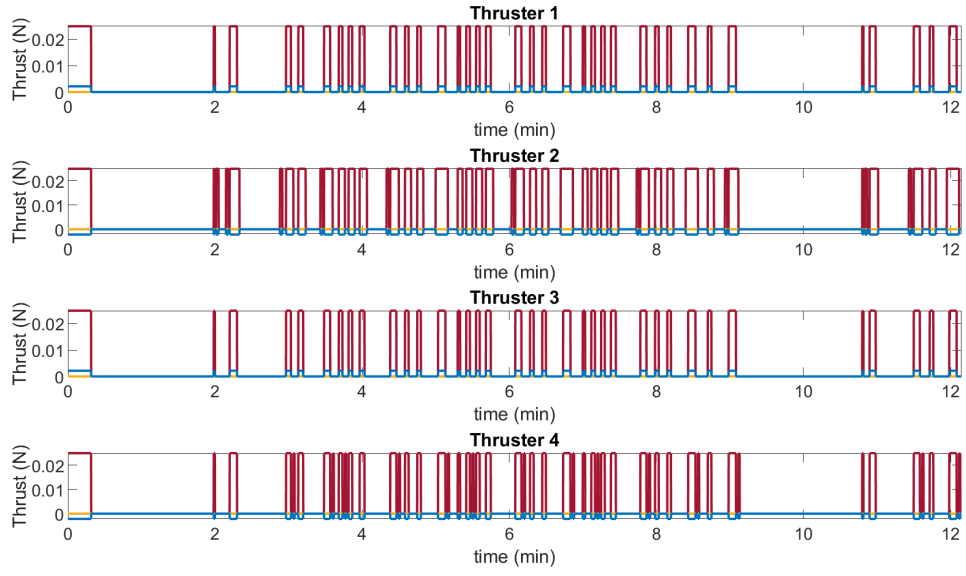 Thruster 1
Thrust (N)
0.02
0.01
0
0 2 4 6 8 10 12
time (min)
Thruster 2
Thrust (N)
0.02
0.01
0
0 2 4 6 8 10 12
time (min)
Thruster 3
Thrust (N)
0.02
0.01
0
0 2 4 6 8 10 12
time (min)
Thruster 4
Thrust (N)
0.02
0.01
0
0 2 4 6 8 10 12
time (min)